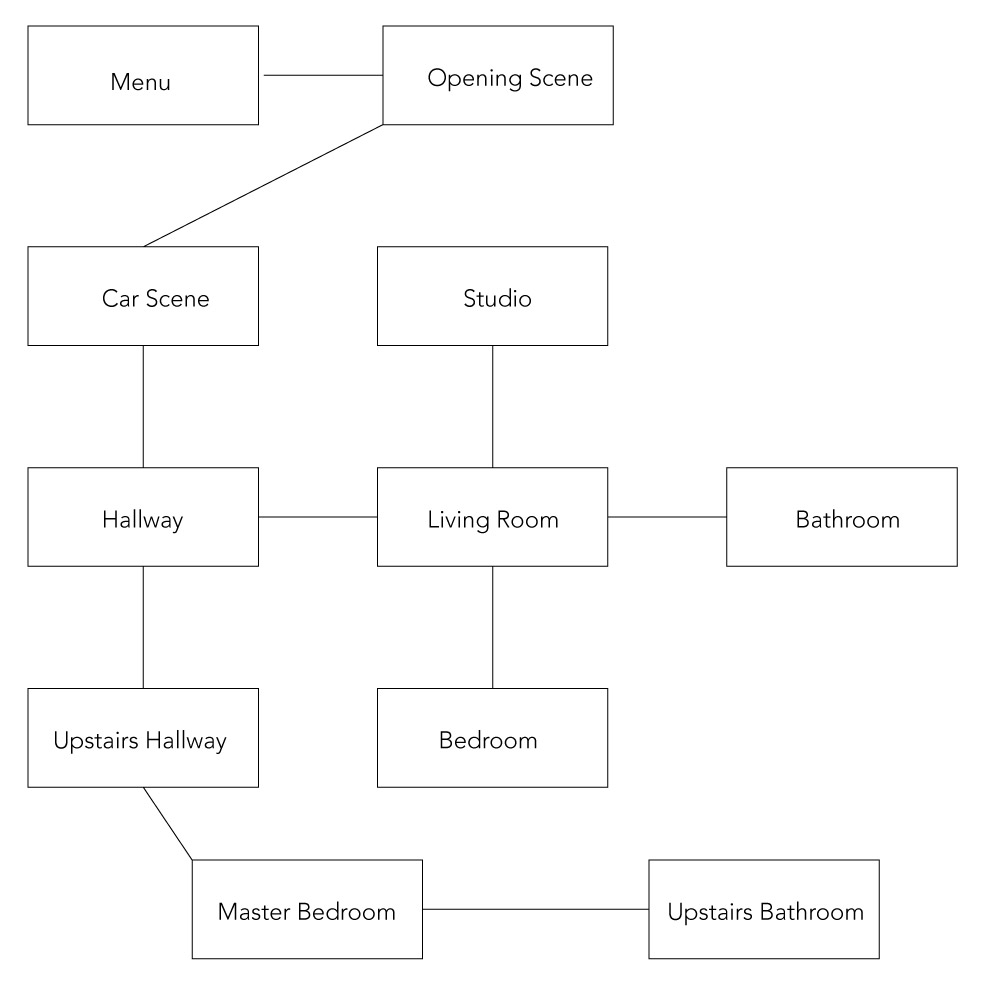 Menu
Opening Scene
Car Scene
Studio
Hallway
Living Room
Bathroom
Upstairs Hallway
Bedroom
Master Bedroom
Upstairs Bathroom